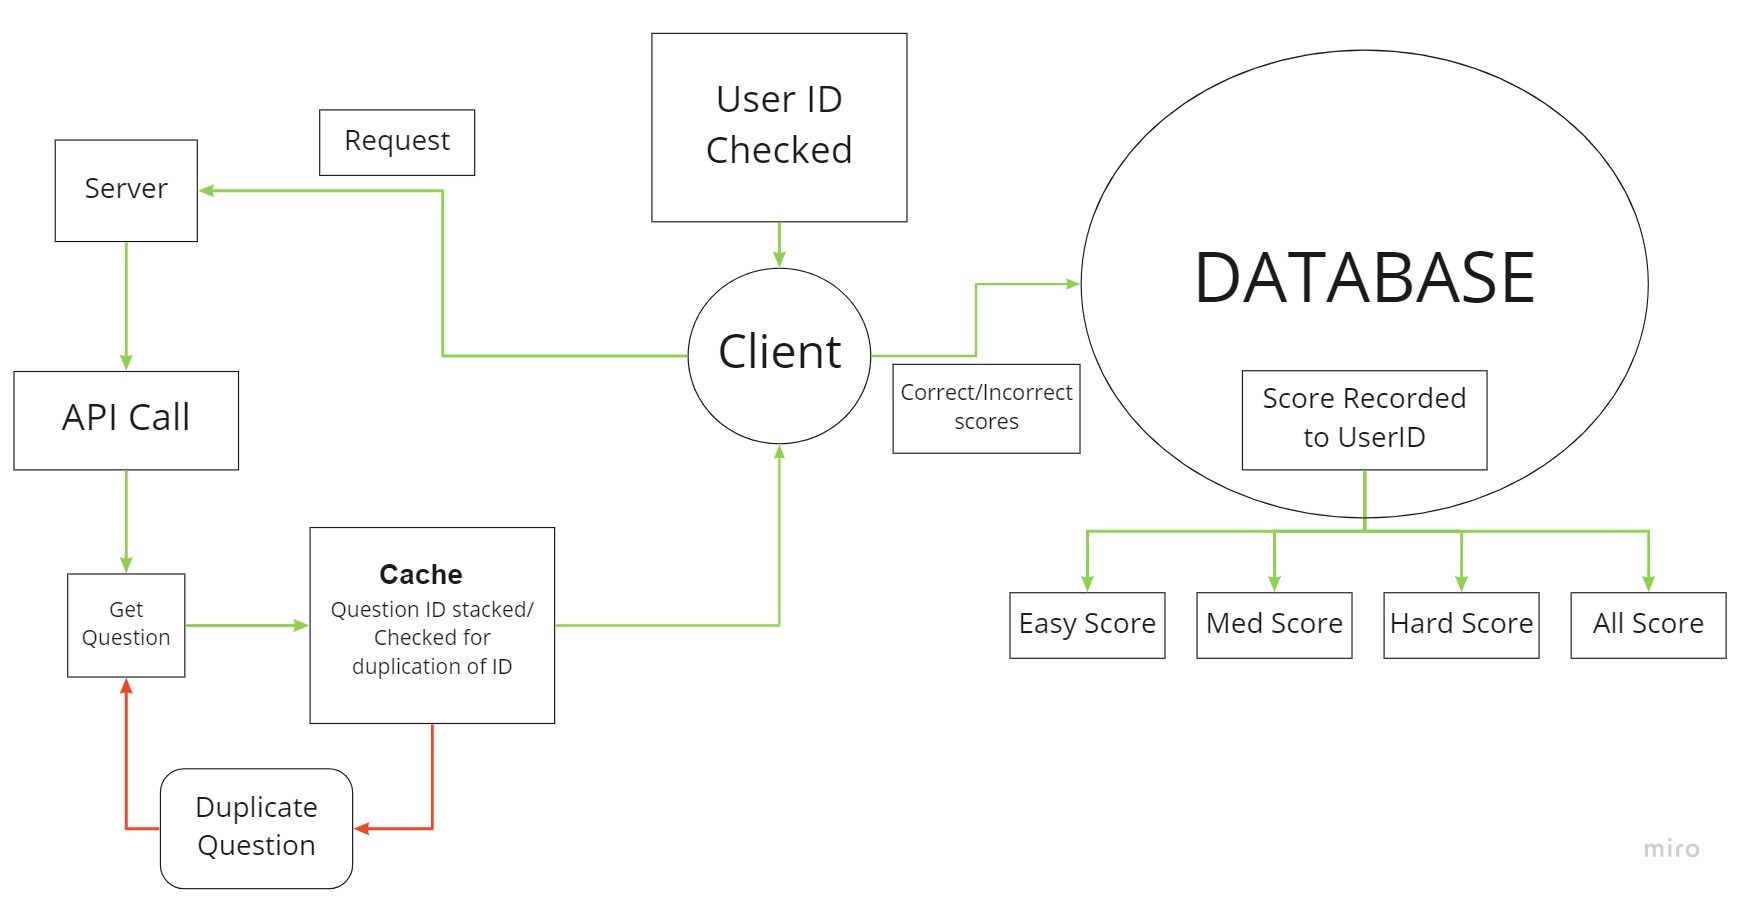 User ID
Checked
Request
Server
DATABASE
Client
Correct/Incorrect
scores
Score Recorded
to UserID
API Call
Cache
Question ID stacked/
Checked for
duplication of ID
Get
Question
Easy Score
Med Score
Hard Score
All Score
Duplicate
Question
miro